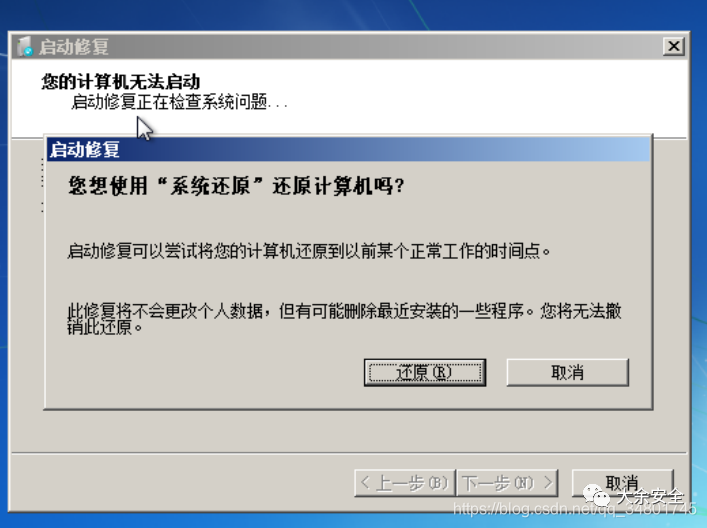 启动修复
您的计算机无法启动
启动修复正在检查系统问题...
启动修复
您想使用“系统还原”还原计算机吗?
启动修复可以尝试将您的计算机还原到以前某个正常工作的时间点。
此修复将不会更改个人数据，但有可能删除最近安装的一些程序。您将无法撤
销此还原。
还原(R)
取消
< 上一步(B)
下一步(N) >
取消
大余安全
https://blog.csdn.net/qq_34801745